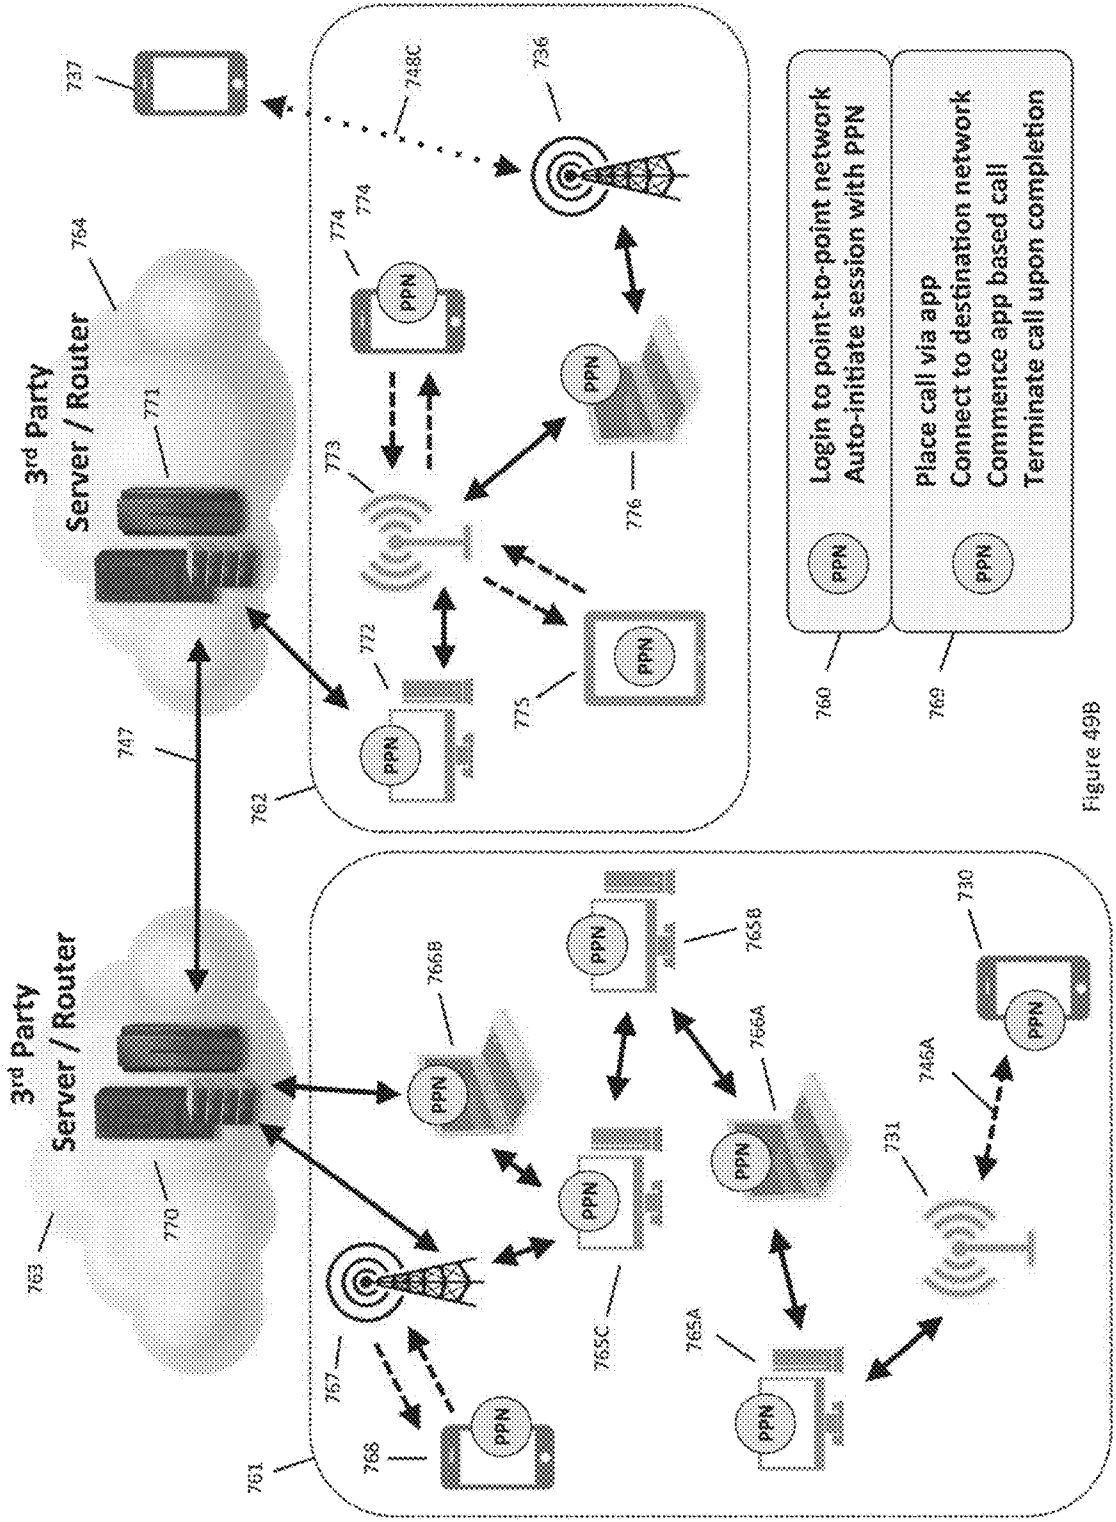 3rd Party
Server / Router
763
770
747
3rd Party
Server / Router
764
771
737
761
767
768
PPN
766B
PPN
765C
PPN
765B
PPN
765A
PPN
766A
PPN
731
746A
730
PPN
762
772
PPN
773
774
774
PPN
748C
736
775
PPN
776
PPN
760
PPN
Login to point-to-point network
Auto-initiate session with PPN
769
PPN
Place call via app
Connect to destination network
Commence app based call
Terminate call upon completion
Figure 49B